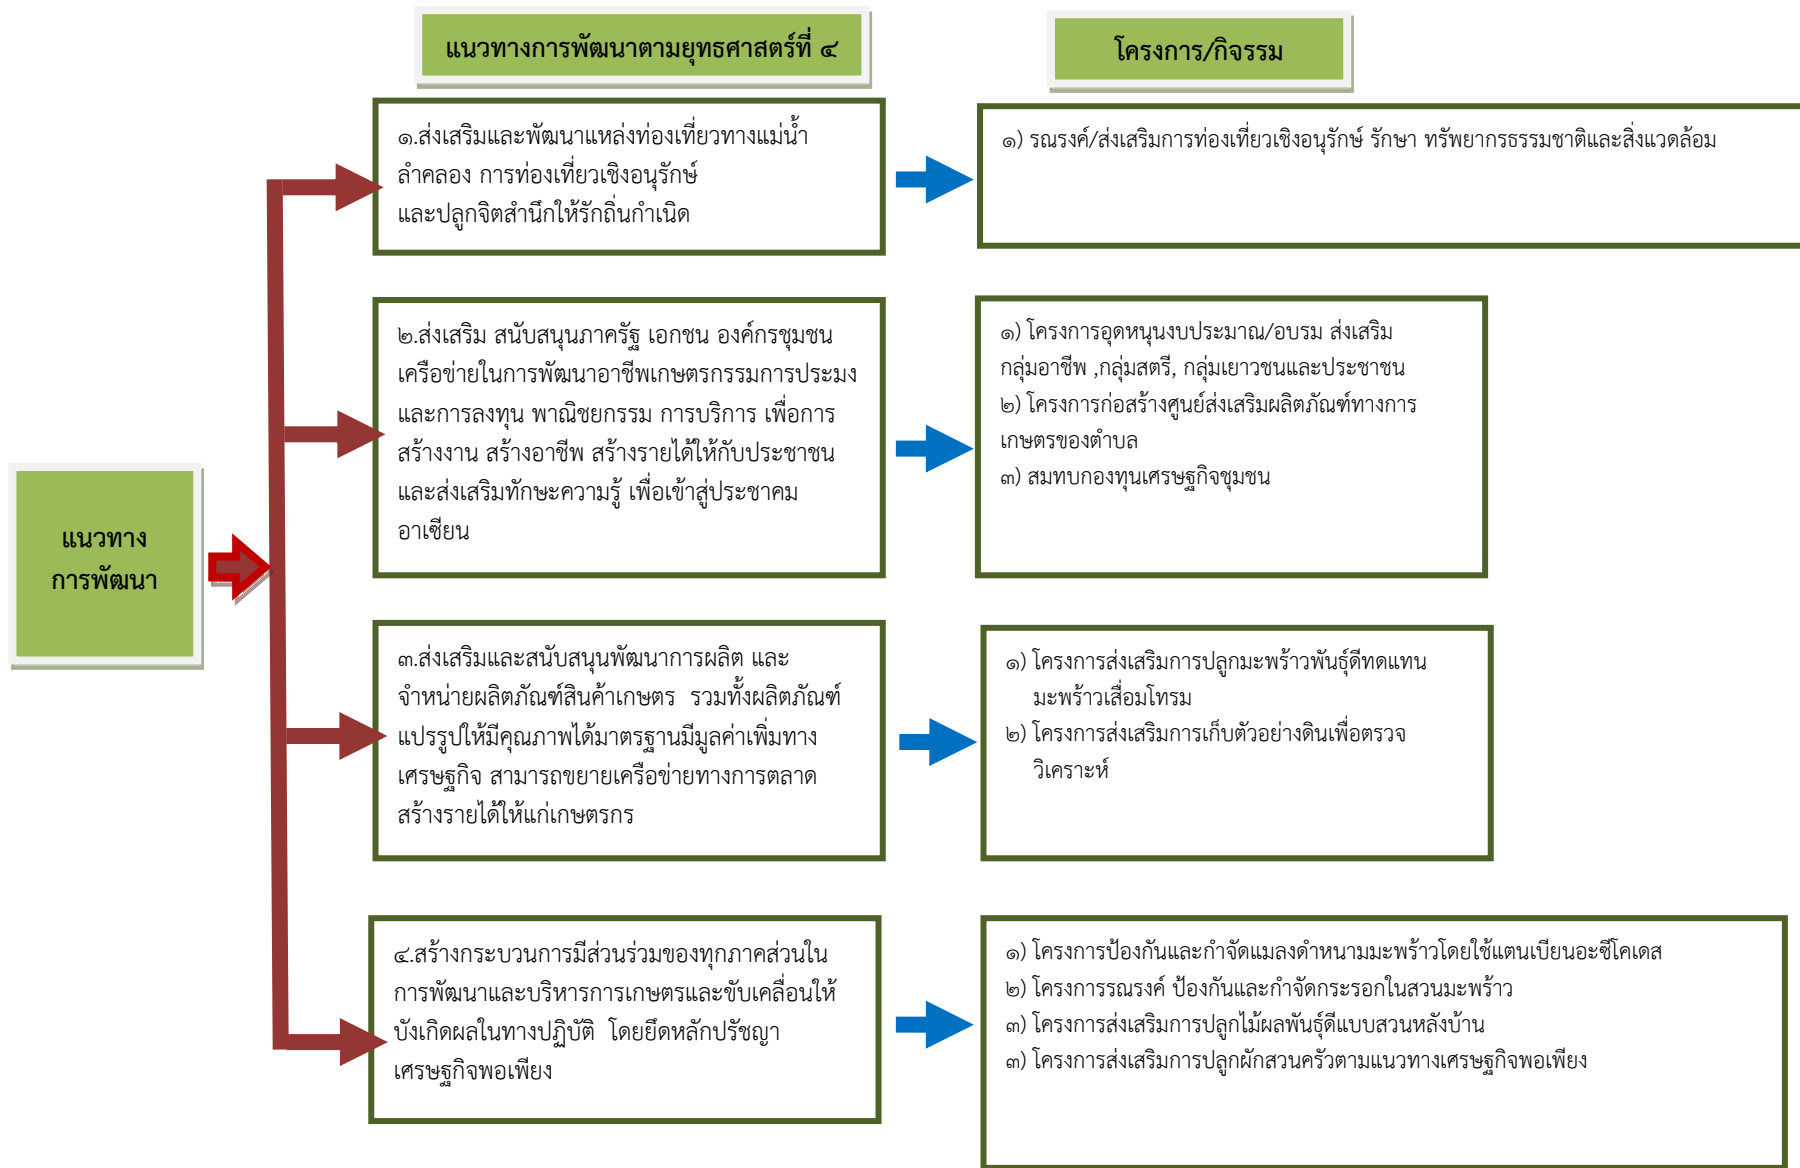 แนวทางการพัฒนาตามยุทธศาสตร์ที่ ๔
โครงการ/กิจรรม
แนวทาง
การพัฒนา
๑.ส่งเสริมและพัฒนาแหล่งท่องเที่ยวทางแม่น้ำ
ลำคลอง การท่องเที่ยวเชิงอนุรักษ์
และปลูกจิตสำนึกให้รักถิ่นกำเนิด
๑) รณรงค์/ส่งเสริมการท่องเที่ยวเชิงอนุรักษ์ รักษา ทรัพยากรธรรมชาติและสิ่งแวดล้อม
๒.ส่งเสริม สนับสนุนภาครัฐ เอกชน องค์กรชุมชน
เครือข่ายในการพัฒนาอาชีพเกษตรกรรมการประมง
และการลงทุน พาณิชยกรรม การบริการ เพื่อการ
สร้างงาน สร้างอาชีพ สร้างรายได้ให้กับประชาชน
และส่งเสริมทักษะความรู้ เพื่อเข้าสู่ประชาคม
อาเซียน
๑) โครงการอุดหนุนงบประมาณ/อบรม ส่งเสริม
กลุ่มอาชีพ ,กลุ่มสตรี, กลุ่มเยาวชนและประชาชน
๒) โครงการก่อสร้างศูนย์ส่งเสริมผลิตภัณฑ์ทางการ
เกษตรของตำบล
๓) สมทบกองทุนเศรษฐกิจชุมชน
๓.ส่งเสริมและสนับสนุนพัฒนาการผลิต และ
จำหน่ายผลิตภัณฑ์สินค้าเกษตร รวมทั้งผลิตภัณฑ์
แปรรูปให้มีคุณภาพได้มาตรฐานมีมูลค่าเพิ่มทาง
เศรษฐกิจ สามารถขยายเครือข่ายทางการตลาด
สร้างรายได้ให้แก่เกษตรกร
๑) โครงการส่งเสริมการปลูกมะพร้าวพันธุ์ดีทดแทน
มะพร้าวเสื่อมโทรม
๒) โครงการส่งเสริมการเก็บตัวอย่างดินเพื่อตรวจ
วิเคราะห์
๔.สร้างกระบวนการมีส่วนร่วมของทุกภาคส่วนใน
การพัฒนาและบริหารการเกษตรและขับเคลื่อนให้
บังเกิดผลในทางปฏิบัติ โดยยึดหลักปรัชญา
เศรษฐกิจพอเพียง
๑) โครงการป้องกันและกำจัดแมลงดำหนามมะพร้าวโดยใช้แตนเบียนอะซีโคเดส
๒) โครงการรณรงค์ ป้องกันและกำจัดกระรอกในสวนมะพร้าว
๓) โครงการส่งเสริมการปลูกไม้ผลพันธุ์ดีแบบสวนหลังบ้าน
๓) โครงการส่งเสริมการปลูกผักสวนครัวตามแนวทางเศรษฐกิจพอเพียง